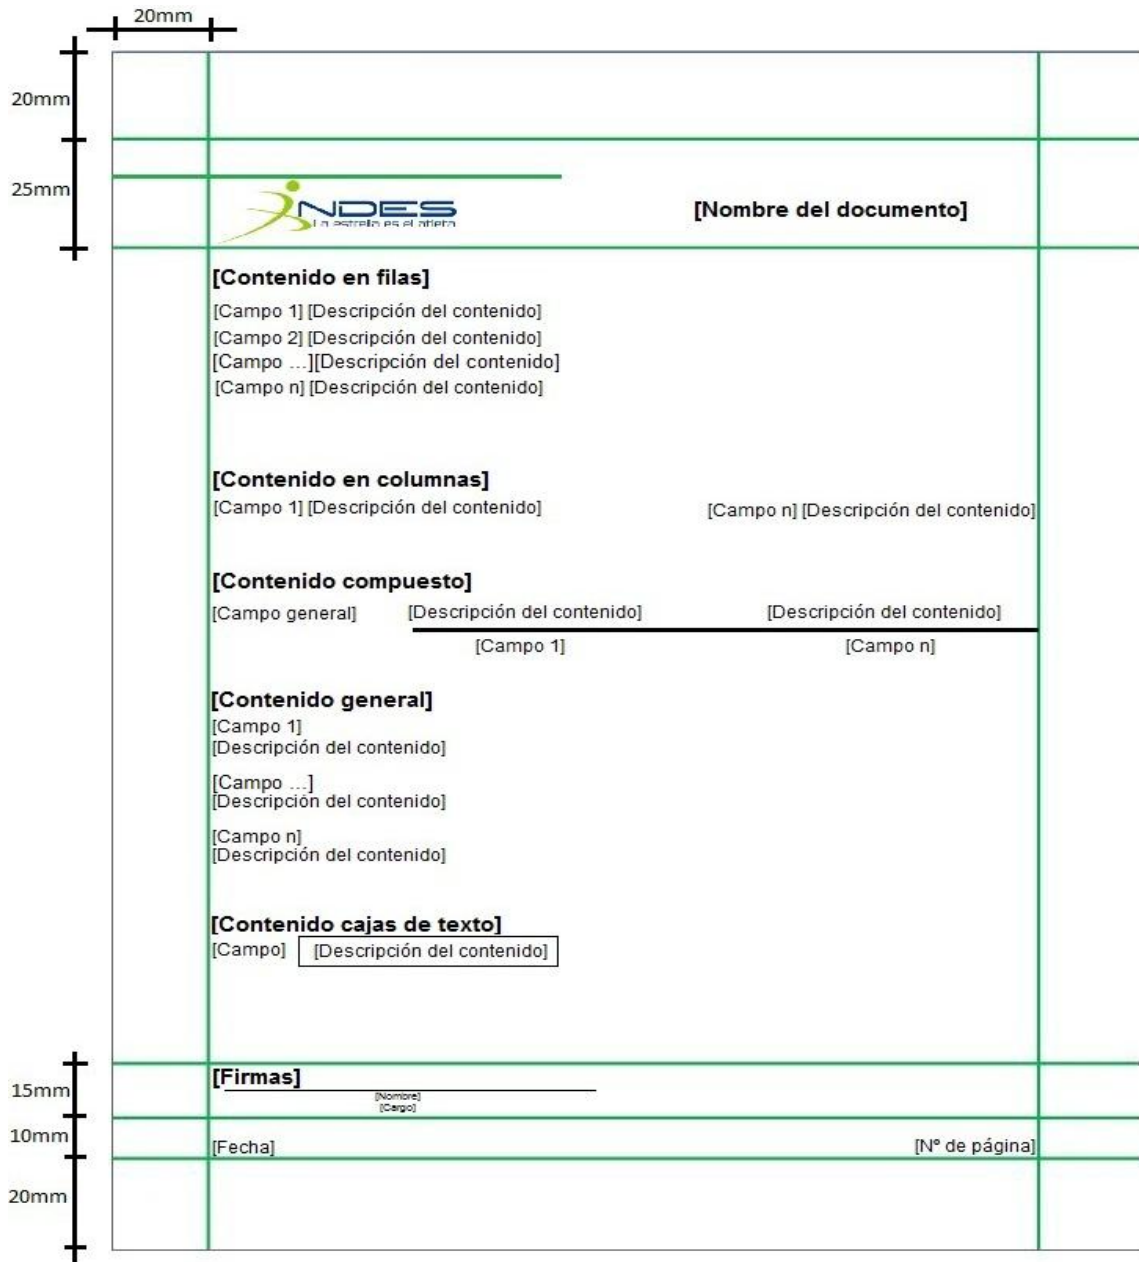 20mm
20mm
25mm
INDES
La estrella es el atleta
[Nombre del documento]
[Contenido en filas]
[Campo 1] [Descripción del contenido]
[Campo 2] [Descripción del contenido]
[Campo ...][Descripción del contenido]
[Campo n] [Descripción del contenido]
[Contenido en columnas]
[Campo 1] [Descripción del contenido] [Campo n] [Descripción del contenido]
[Contenido compuesto]
[Campo general] [Descripción del contenido] [Descripción del contenido]
[Campo 1] [Campo n]
[Contenido general]
[Campo 1]
[Descripción del contenido]
[Campo ...]
[Descripción del contenido]
[Campo n]
[Descripción del contenido]
[Contenido cajas de texto]
[Campo] [Descripción del contenido]
15mm
[Firmas]
[Nombre]
[Cargo]
10mm
[Fecha] [Nº de página]
20mm